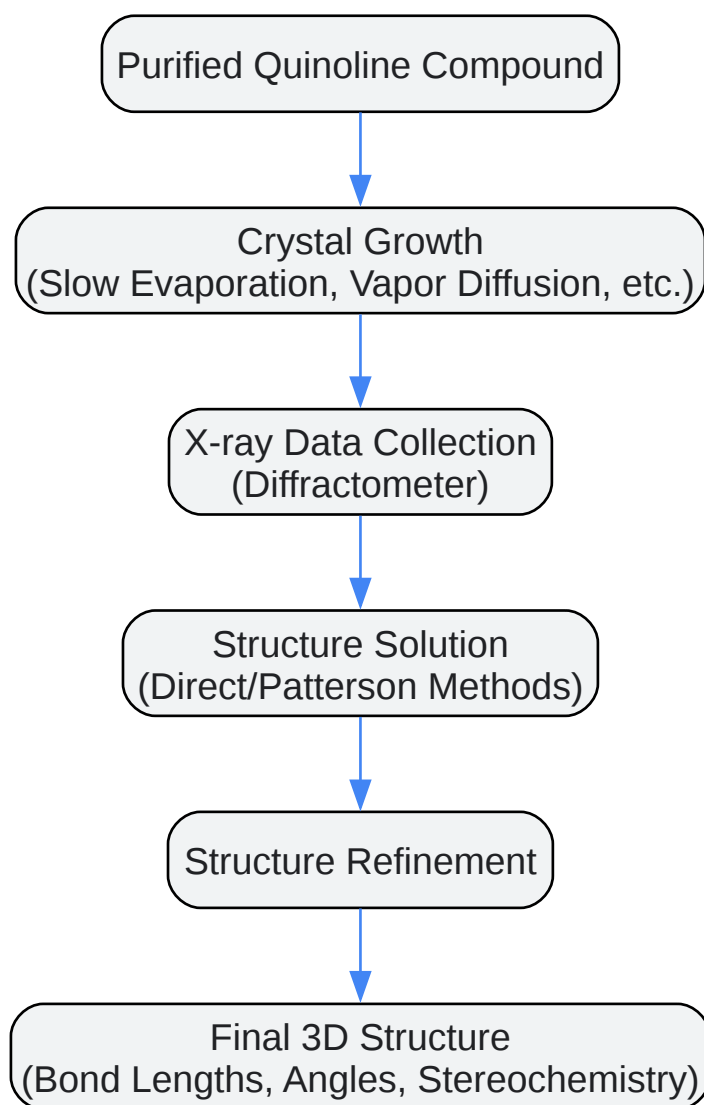 Purified Quinoline Compound
Crystal Growth
(Slow Evaporation, Vapor Diffusion, etc.)
X-ray Data Collection
(Diffractometer)
Structure Solution
(Direct/Patterson Methods)
Structure Refinement
Final 3D Structure
(Bond Lengths, Angles, Stereochemistry)